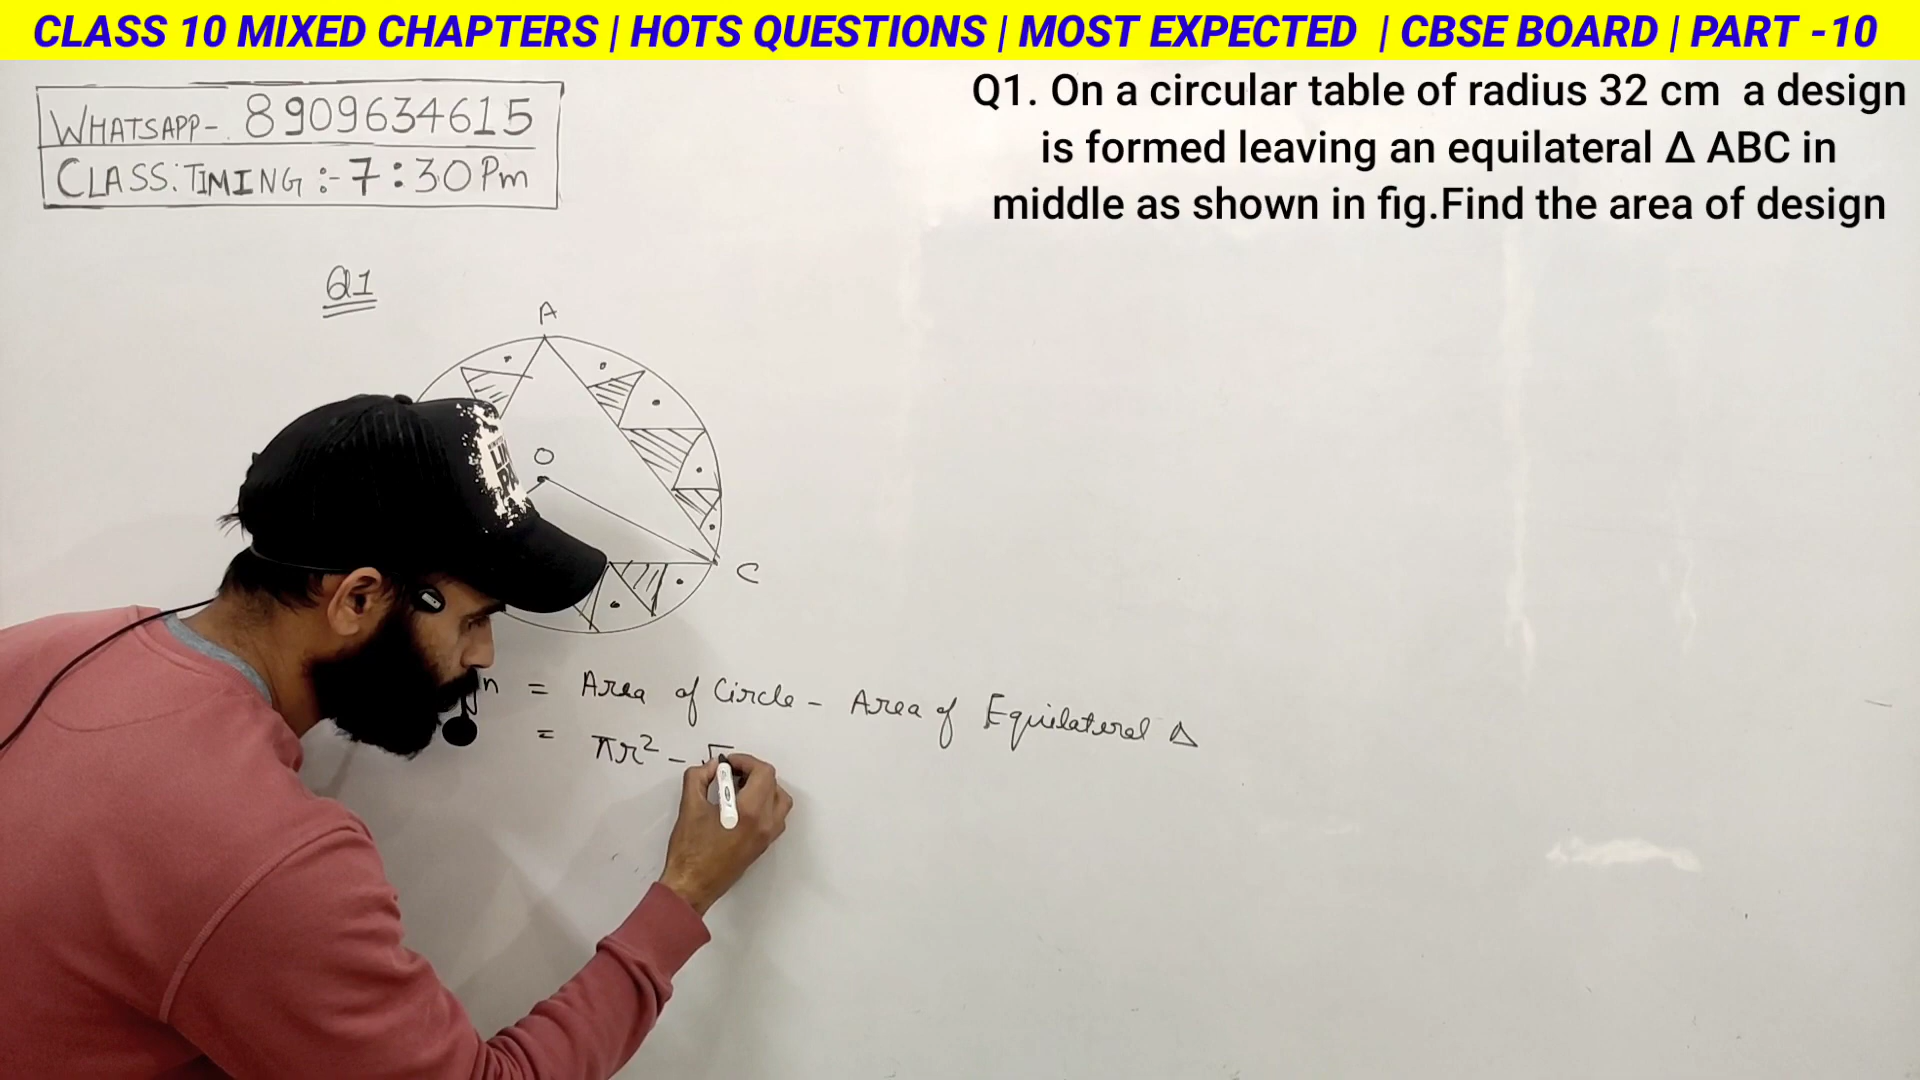 CLASS 10 MIXED CHAPTERS | HOTS QUESTIONS | MOST EXPECTED | CBSE BOARD | PART -10
WHATSAPP- 8909634615
CLASS:TIMING :- 7:30 Pm
Q1. On a circular table of radius 32 cm a design
is formed leaving an equilateral Δ ABC in
middle as shown in fig.Find the area of design
Q1
A
O
C
n = Area of Circle - Area of Equilateral Δ
= πr² - √